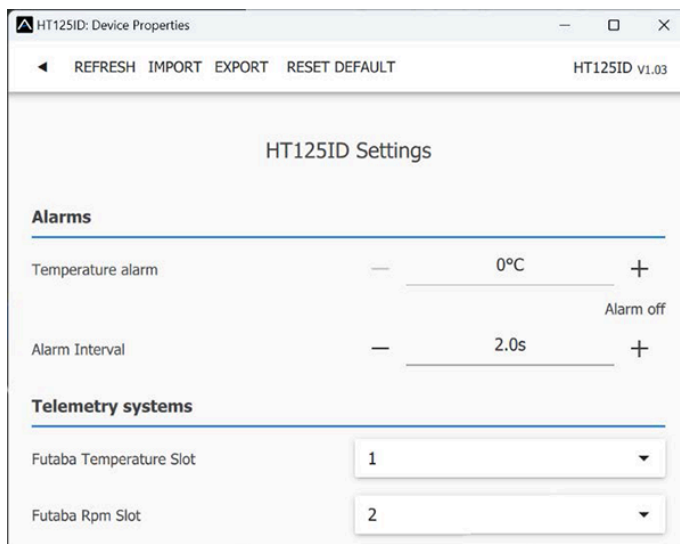 HT125ID: Device Properties
REFRESH IMPORT EXPORT RESET DEFAULT HT125ID V1.03
HT125ID Settings
Alarms
Temperature alarm 0°C
Alarm off
Alarm Interval 2.0s
Telemetry systems
Futaba Temperature Slot 1
Futaba Rpm Slot 2